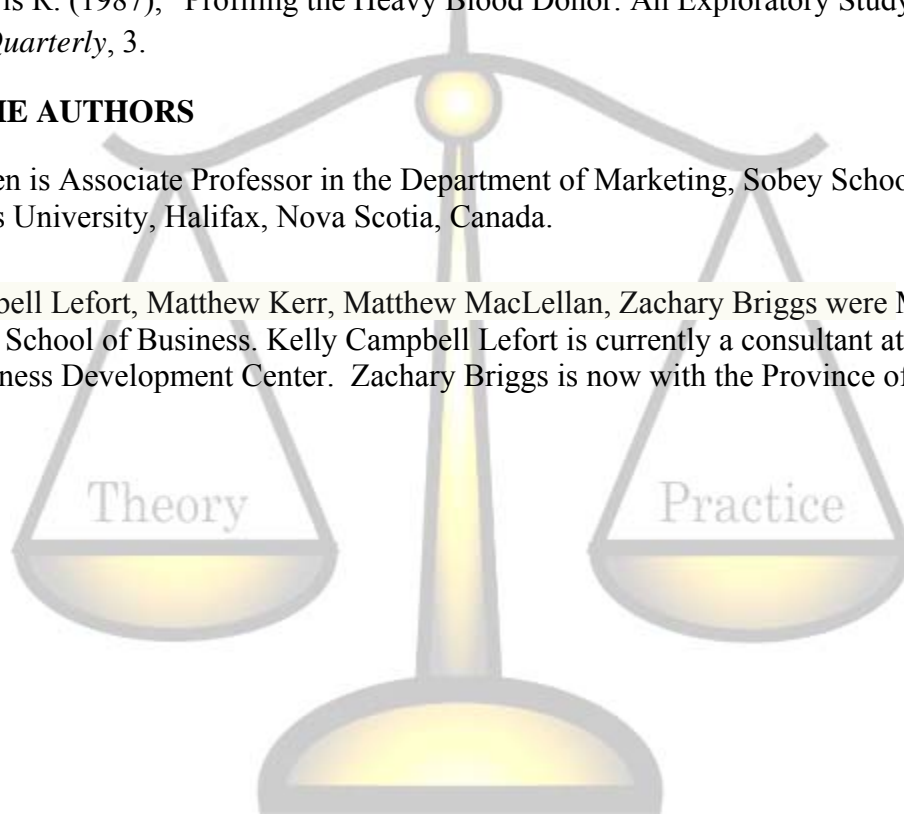 is R. (1987), "Profiling the Heavy Blood Donor: An Exploratory Study
Quarterly, 3.
HE AUTHORS
en is Associate Professor in the Department of Marketing, Sobey Schoo
s University, Halifax, Nova Scotia, Canada.
bell Lefort, Matthew Kerr, Matthew MacLellan, Zachary Briggs were M
School of Business. Kelly Campbell Lefort is currently a consultant at
ness Development Center. Zachary Briggs is now with the Province of
Theory
Practice